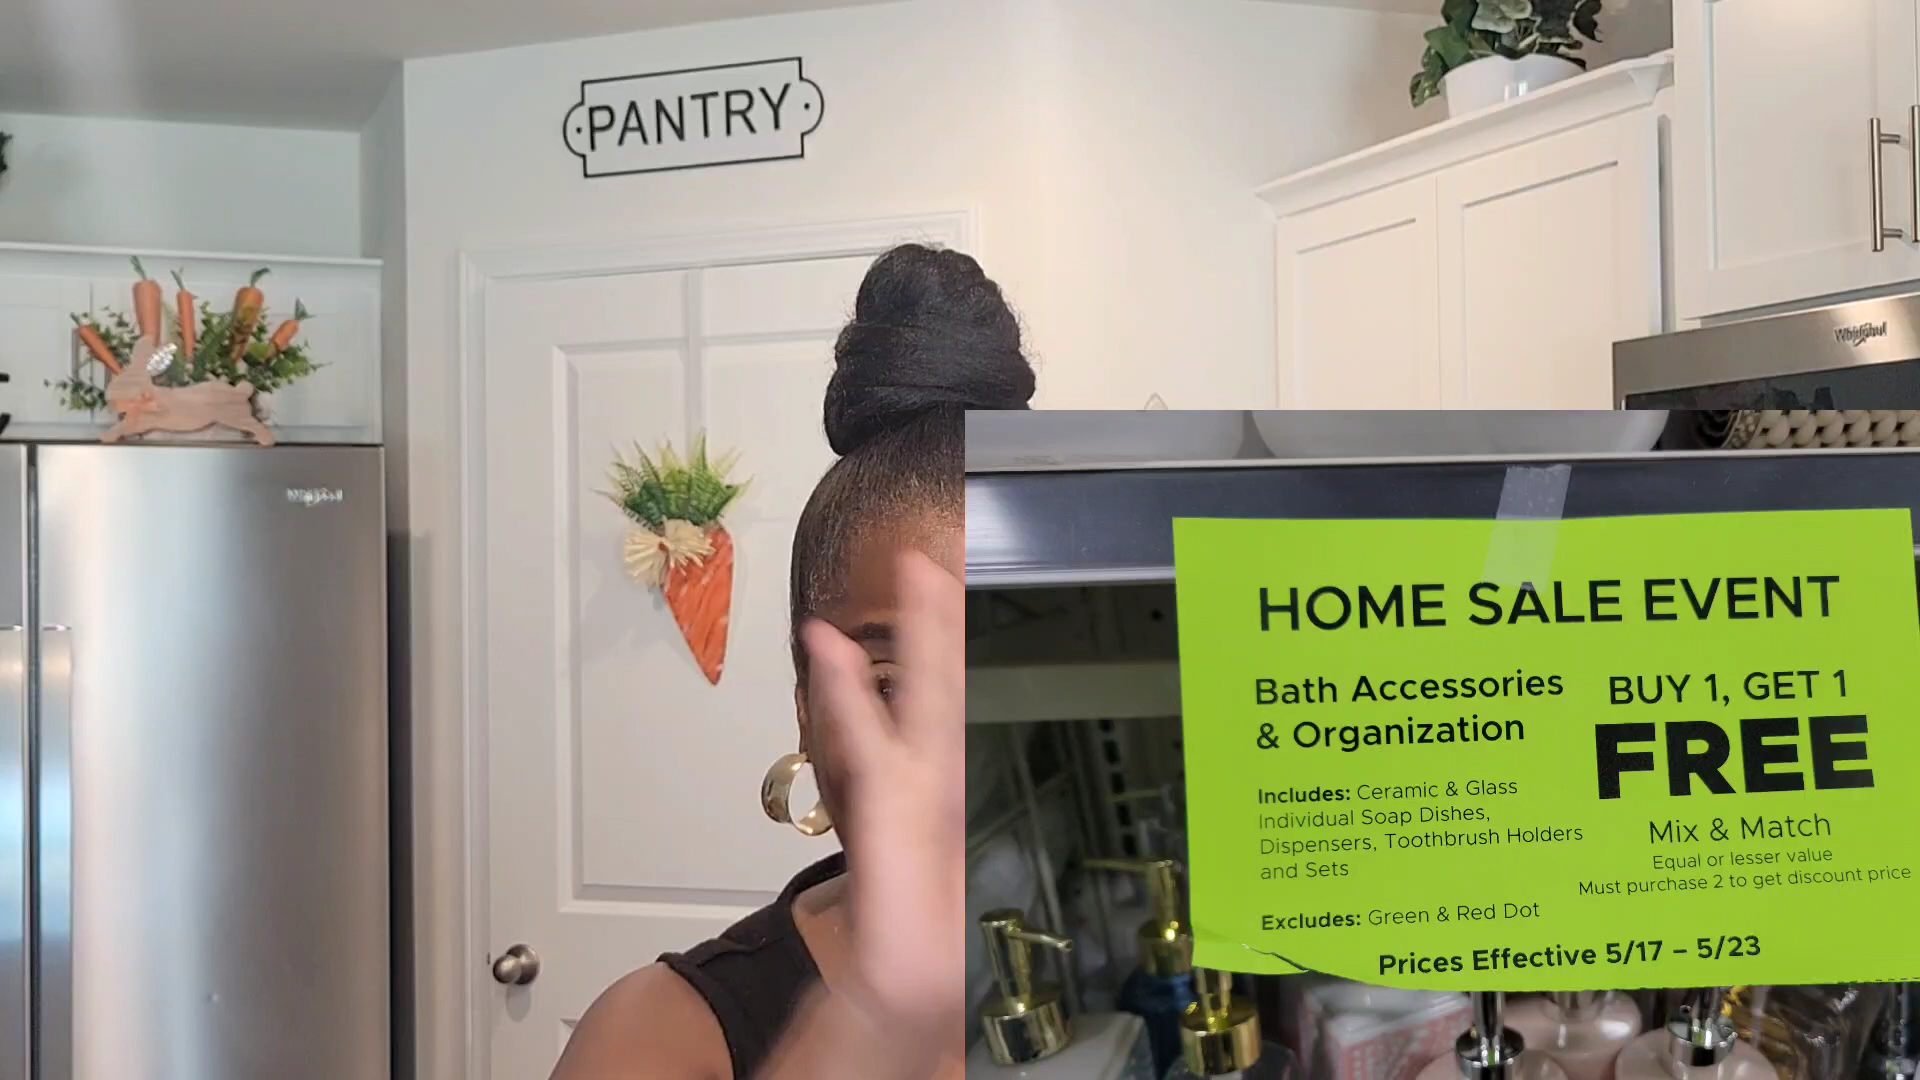 PANTRY
Whirlpool
Whirlpool
HOME SALE EVENT
Bath Accessories
& Organization
BUY 1, GET 1
FREE
Includes: Ceramic & Glass
Individual Soap Dishes,
Dispensers, Toothbrush Holders
and Sets
Mix & Match
Equal or lesser value
Must purchase 2 to get discount price
Excludes: Green & Red Dot
Prices Effective 5/17 – 5/23